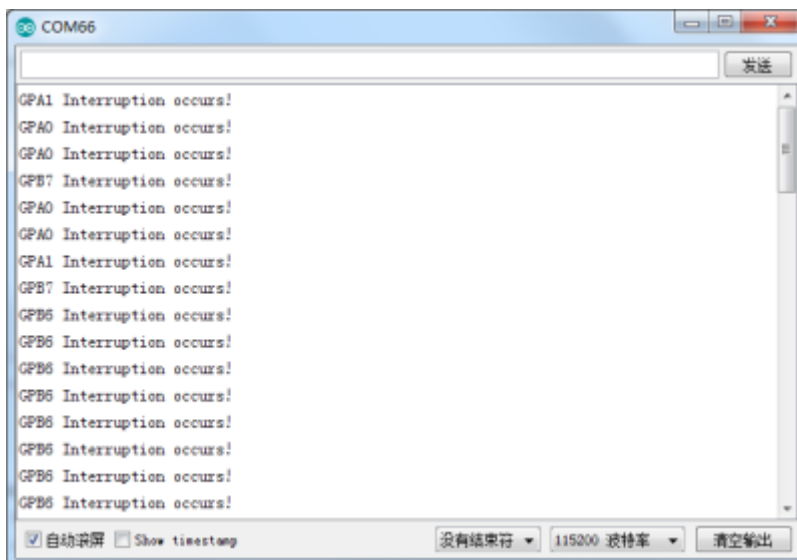 COM66
发送
GPA1 Interruption occurs!
GPA0 Interruption occurs!
GPA0 Interruption occurs!
GPB7 Interruption occurs!
GPA0 Interruption occurs!
GPA0 Interruption occurs!
GPA1 Interruption occurs!
GPB7 Interruption occurs!
GPB6 Interruption occurs!
GPB6 Interruption occurs!
GPB6 Interruption occurs!
GPB6 Interruption occurs!
GPB6 Interruption occurs!
GPB6 Interruption occurs!
GPB6 Interruption occurs!
GPB6 Interruption occurs!
自动滚屏 Show timestamp 没有结束符 115200 波特率 清空输出